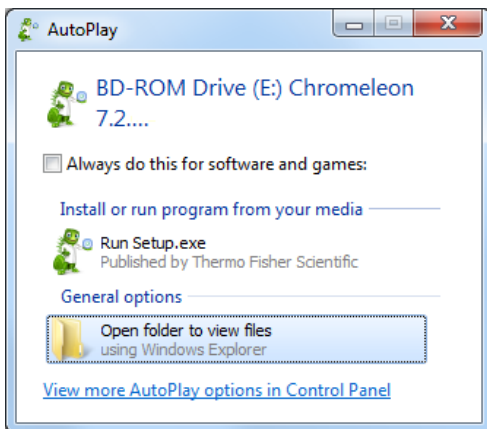 AutoPlay
BD-ROM Drive (E:) Chromeleon
7.2....
Always do this for software and games:
Install or run program from your media
Run Setup.exe
Published by Thermo Fisher Scientific
General options
Open folder to view files
using Windows Explorer
View more AutoPlay options in Control Panel